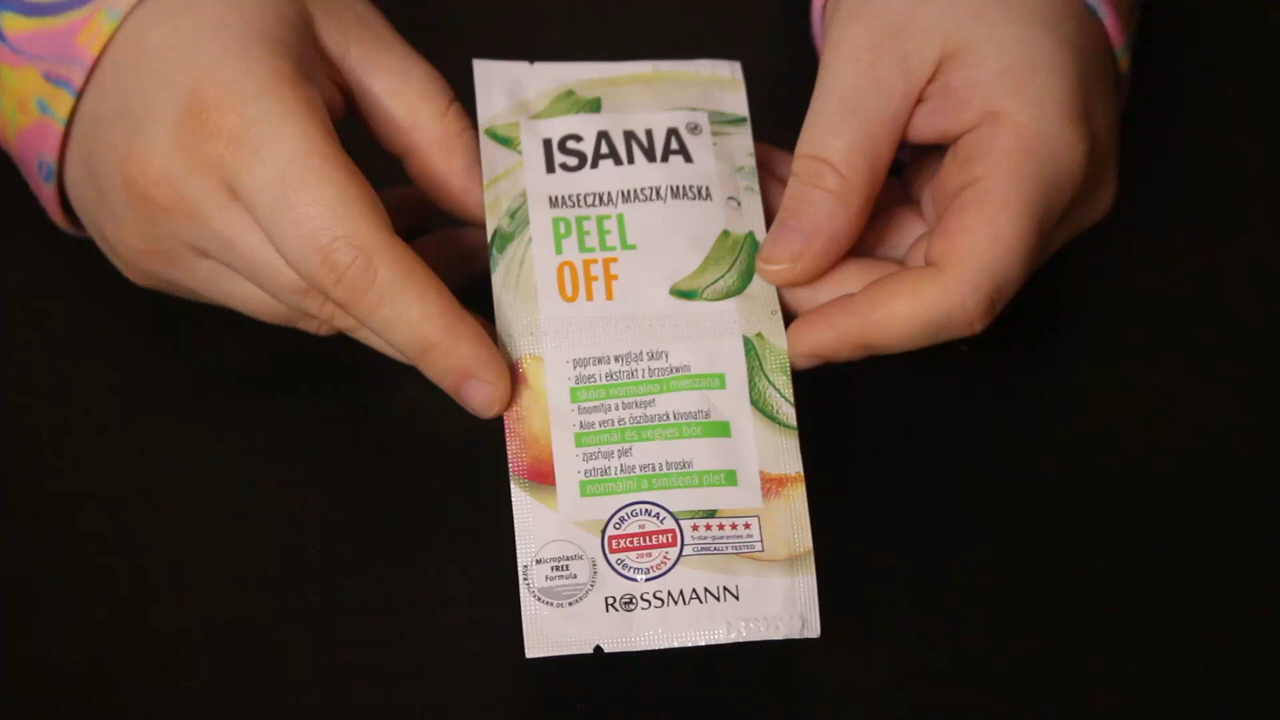 ISANA®
MASECZKA/MASZK/MASKA
PEEL
OFF
· poprawia wygląd skóry
· aloes i ekstrakt z brzoskwini
skóra normalna i mieszana
· finomítja a bőrképet
· Aloe vera és őszibarack kivonattal
normál és vegyes bőr
· zjasňuje pleť
· extrakt z Aloe vera a broskví
normální a smíšená pleť
ORIGINAL
EXCELLENT
2018
dermatest®
★★★★★
5-star-guarantee.de
CLINICALLY TESTED
Microplastic
FREE
Formula
ROSSMANN